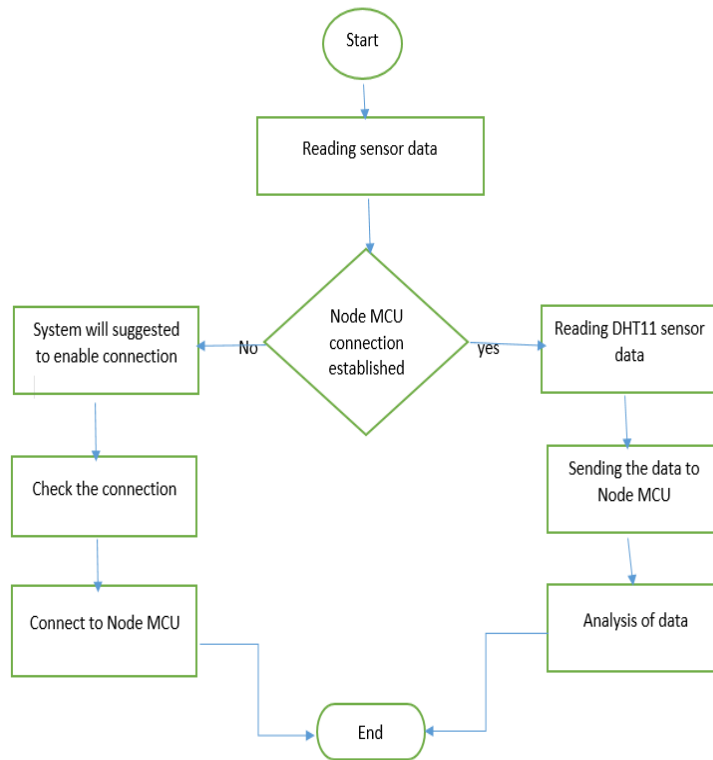 Start
Reading sensor data
Node MCU
connection
established
No
yes
System will suggested
to enable connection
Check the connection
Connect to Node MCU
Reading DHT11 sensor
data
Sending the data to
Node MCU
Analysis of data
End